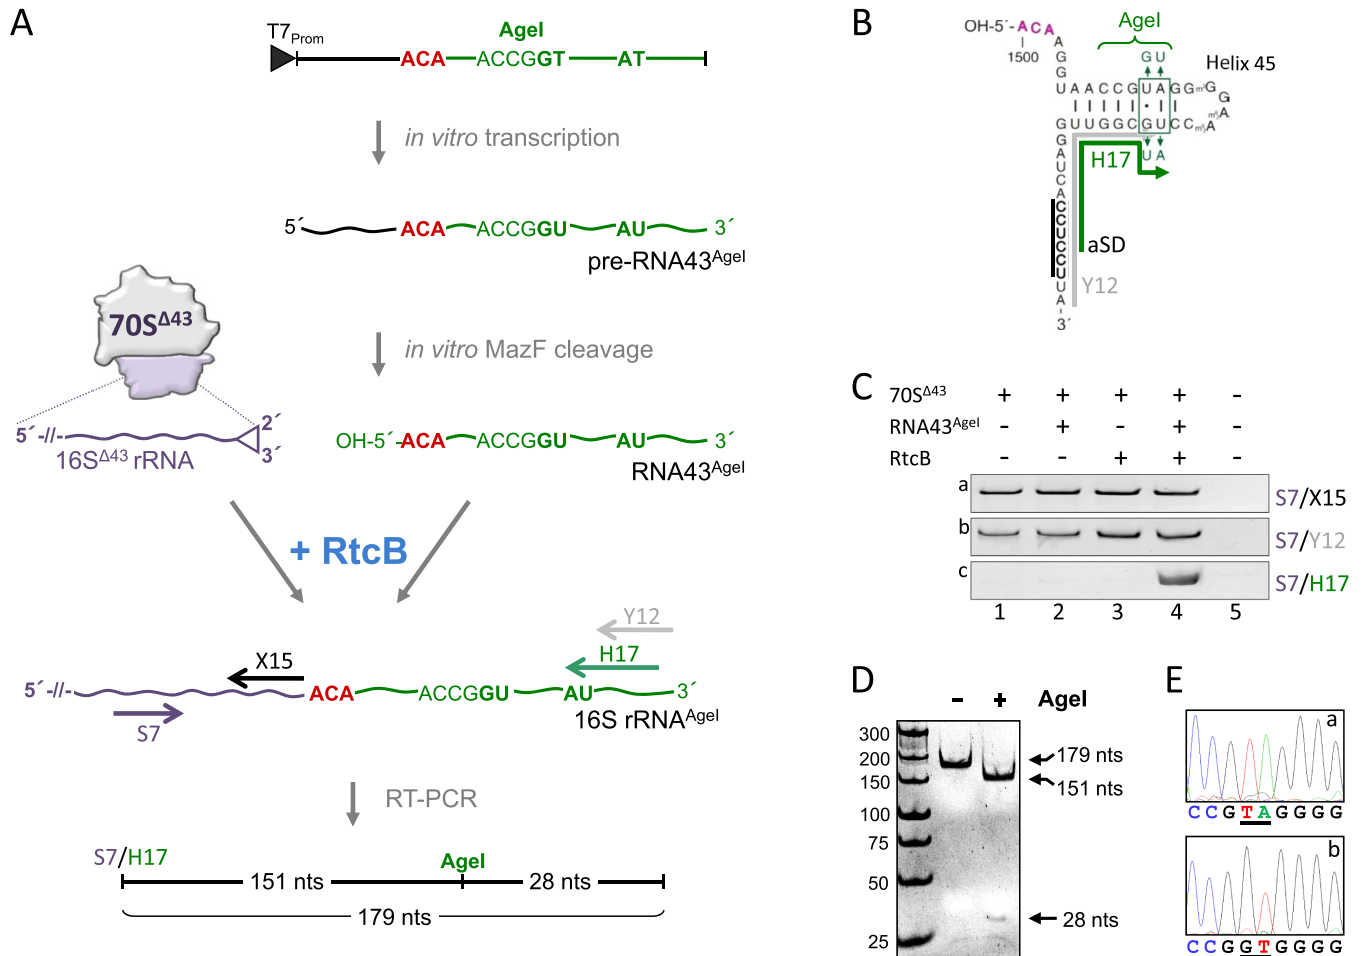 A
T7Prom
AgeI
ACA ACCGGT AT
in vitro transcription
5´ ACA ACCGGU AU 3´
pre-RNA43AgeI
in vitro MazF cleavage
70SΔ43
5´ -//- 2´ 3´
16SΔ43 rRNA
OH-5´ -ACA ACCGGU AU 3´
RNA43AgeI
+ RtcB
Y12
X15 H17
5´ -//- ACA ACCGGU AU 3´
S7
16S rRNAAgeI
RT-PCR
S7/H17 AgeI
151 nts 28 nts
179 nts
B
AgeI
OH-5´-ACA
1500
A
G
G
U
GU
Helix 45
UAACCGUAGGm²GGAm⁶₂Am⁶₂ACCUGCGGUU
UA
H17
G
A
U
C
A
C
C
U
C
C
U
U
A
3´
aSD
Y12
C
70SΔ43 + + + + -
RNA43AgeI - + - + -
RtcB - - + + -
a S7/X15
b S7/Y12
c S7/H17
1 2 3 4 5
D
- + AgeI
300
200
150
100
75
50
25
179 nts
151 nts
28 nts
E
a
C C G T A G G G G
b
C C G G T G G G G